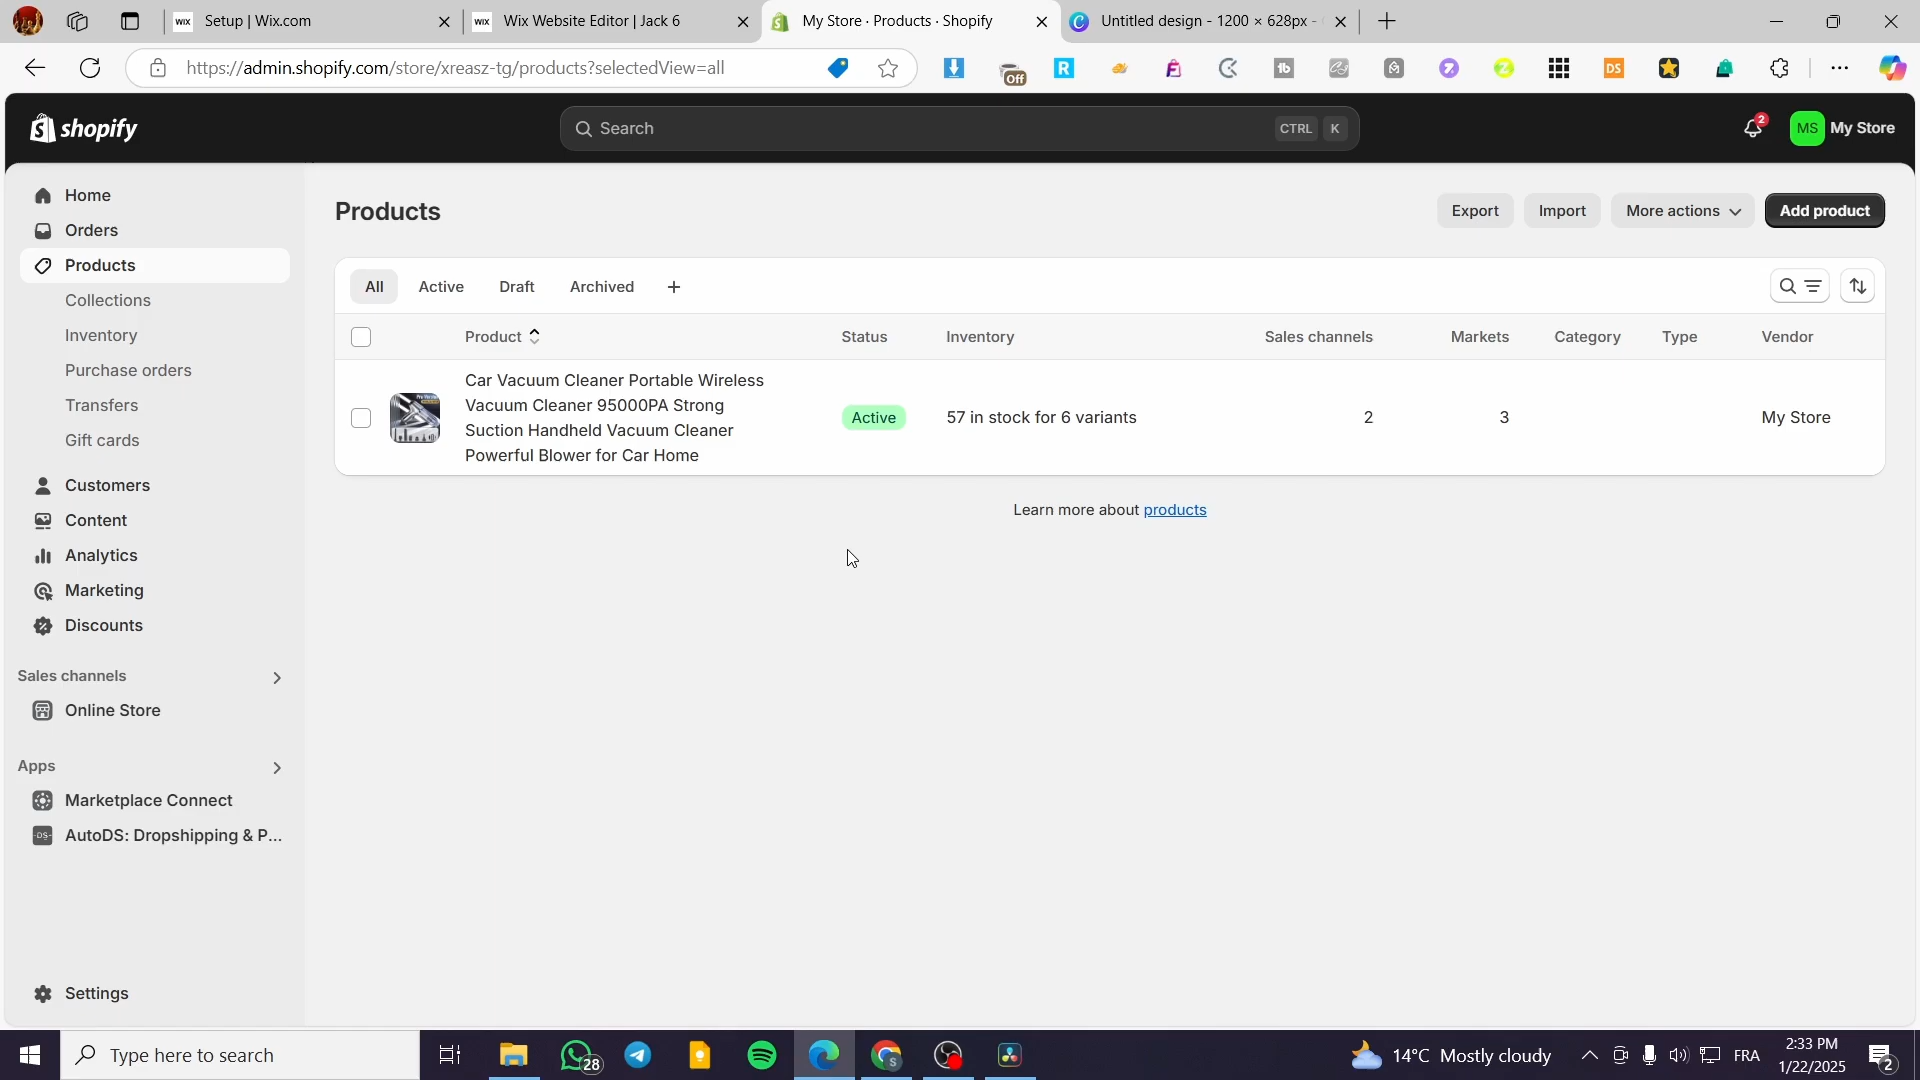 Setup | Wix.com
Wix Website Editor | Jack 6
My Store · Products · Shopify
Untitled design - 1200 × 628px -
https://admin.shopify.com/store/xreasz-tg/products?selectedView=all
Off
shopify
Search
CTRL K
2
MS My Store
Home
Orders
Products
Collections
Inventory
Purchase orders
Transfers
Gift cards
Customers
Content
Analytics
Marketing
Discounts
Sales channels
Online Store
Apps
Marketplace Connect
AutoDS: Dropshipping & P...
Settings
Products
Export
Import
More actions
Add product
All
Active
Draft
Archived
Product
Status
Inventory
Sales channels
Markets
Category
Type
Vendor
Car Vacuum Cleaner Portable Wireless
Vacuum Cleaner 95000PA Strong
Suction Handheld Vacuum Cleaner
Powerful Blower for Car Home
Active
57 in stock for 6 variants
2
3
My Store
Learn more about products
Type here to search
28
14°C Mostly cloudy
FRA
2:33 PM
1/22/2025
2